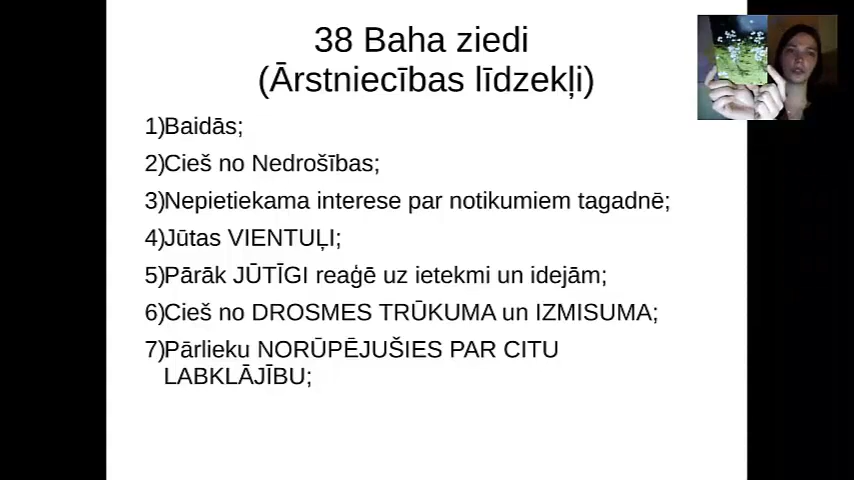 38 Baha ziedi
(Ārstniecības līdzekļi)
1)Baidās;
2)Cieš no Nedrošības;
3)Nepietiekama interese par notikumiem tagadnē;
4)Jūtas VIENTUĻI;
5)Pārāk JŪTĪGI reaģē uz ietekmi un idejām;
6)Cieš no DROSMES TRŪKUMA un IZMISUMA;
7)Pārlieku NORŪPĒJUŠIES PAR CITU
LABKLĀJĪBU;